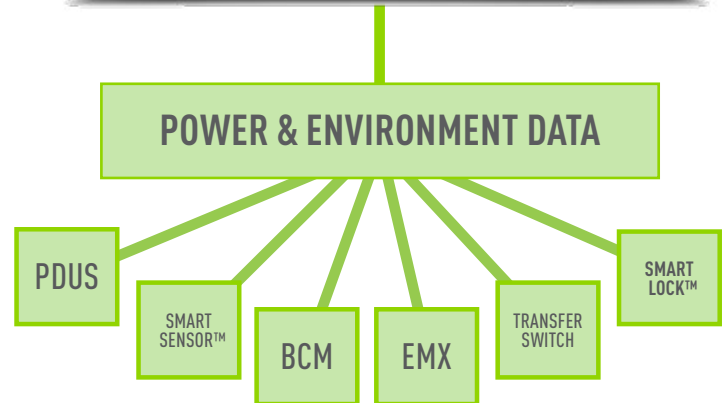 POWER & ENVIRONMENT DATA
PDUS
SMART
SENSOR™
BCM
EMX
TRANSFER
SWITCH
SMART
LOCK™